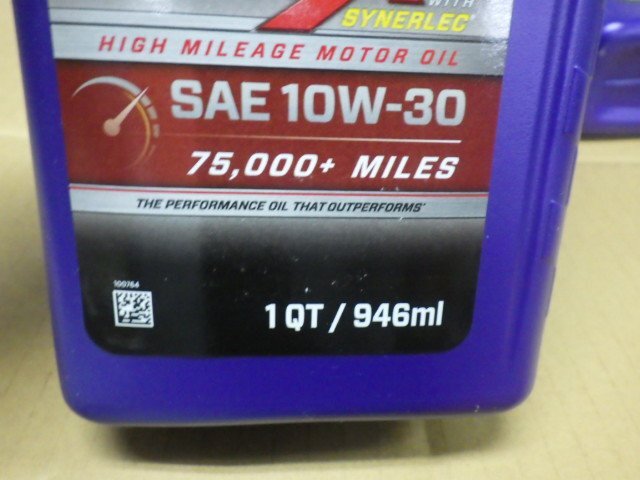 WITH
SYNERLEC
HIGH MILEAGE MOTOR OIL
SAE 10W-30
75,000+ MILES
THE PERFORMANCE OIL THAT OUTPERFORMS
100764
1 QT / 946ml